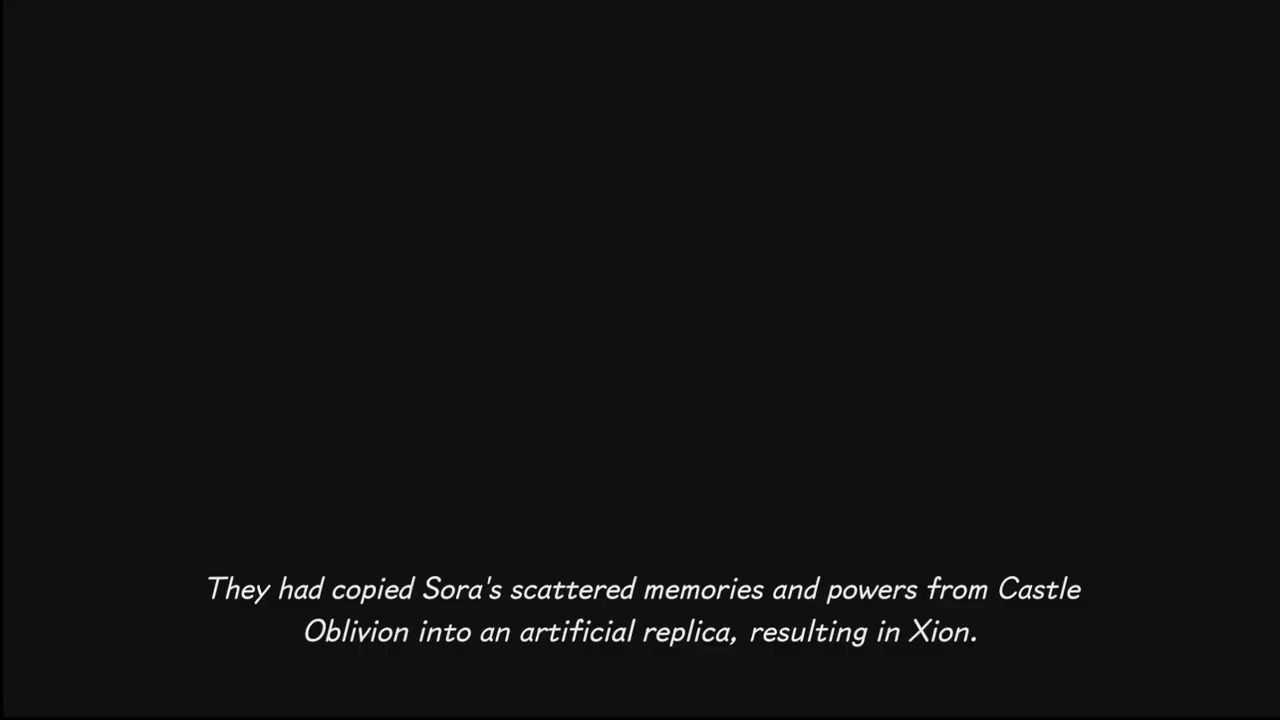 They had copied Sora's scattered memories and powers from Castle
Oblivion into an artificial replica, resulting in Xion.